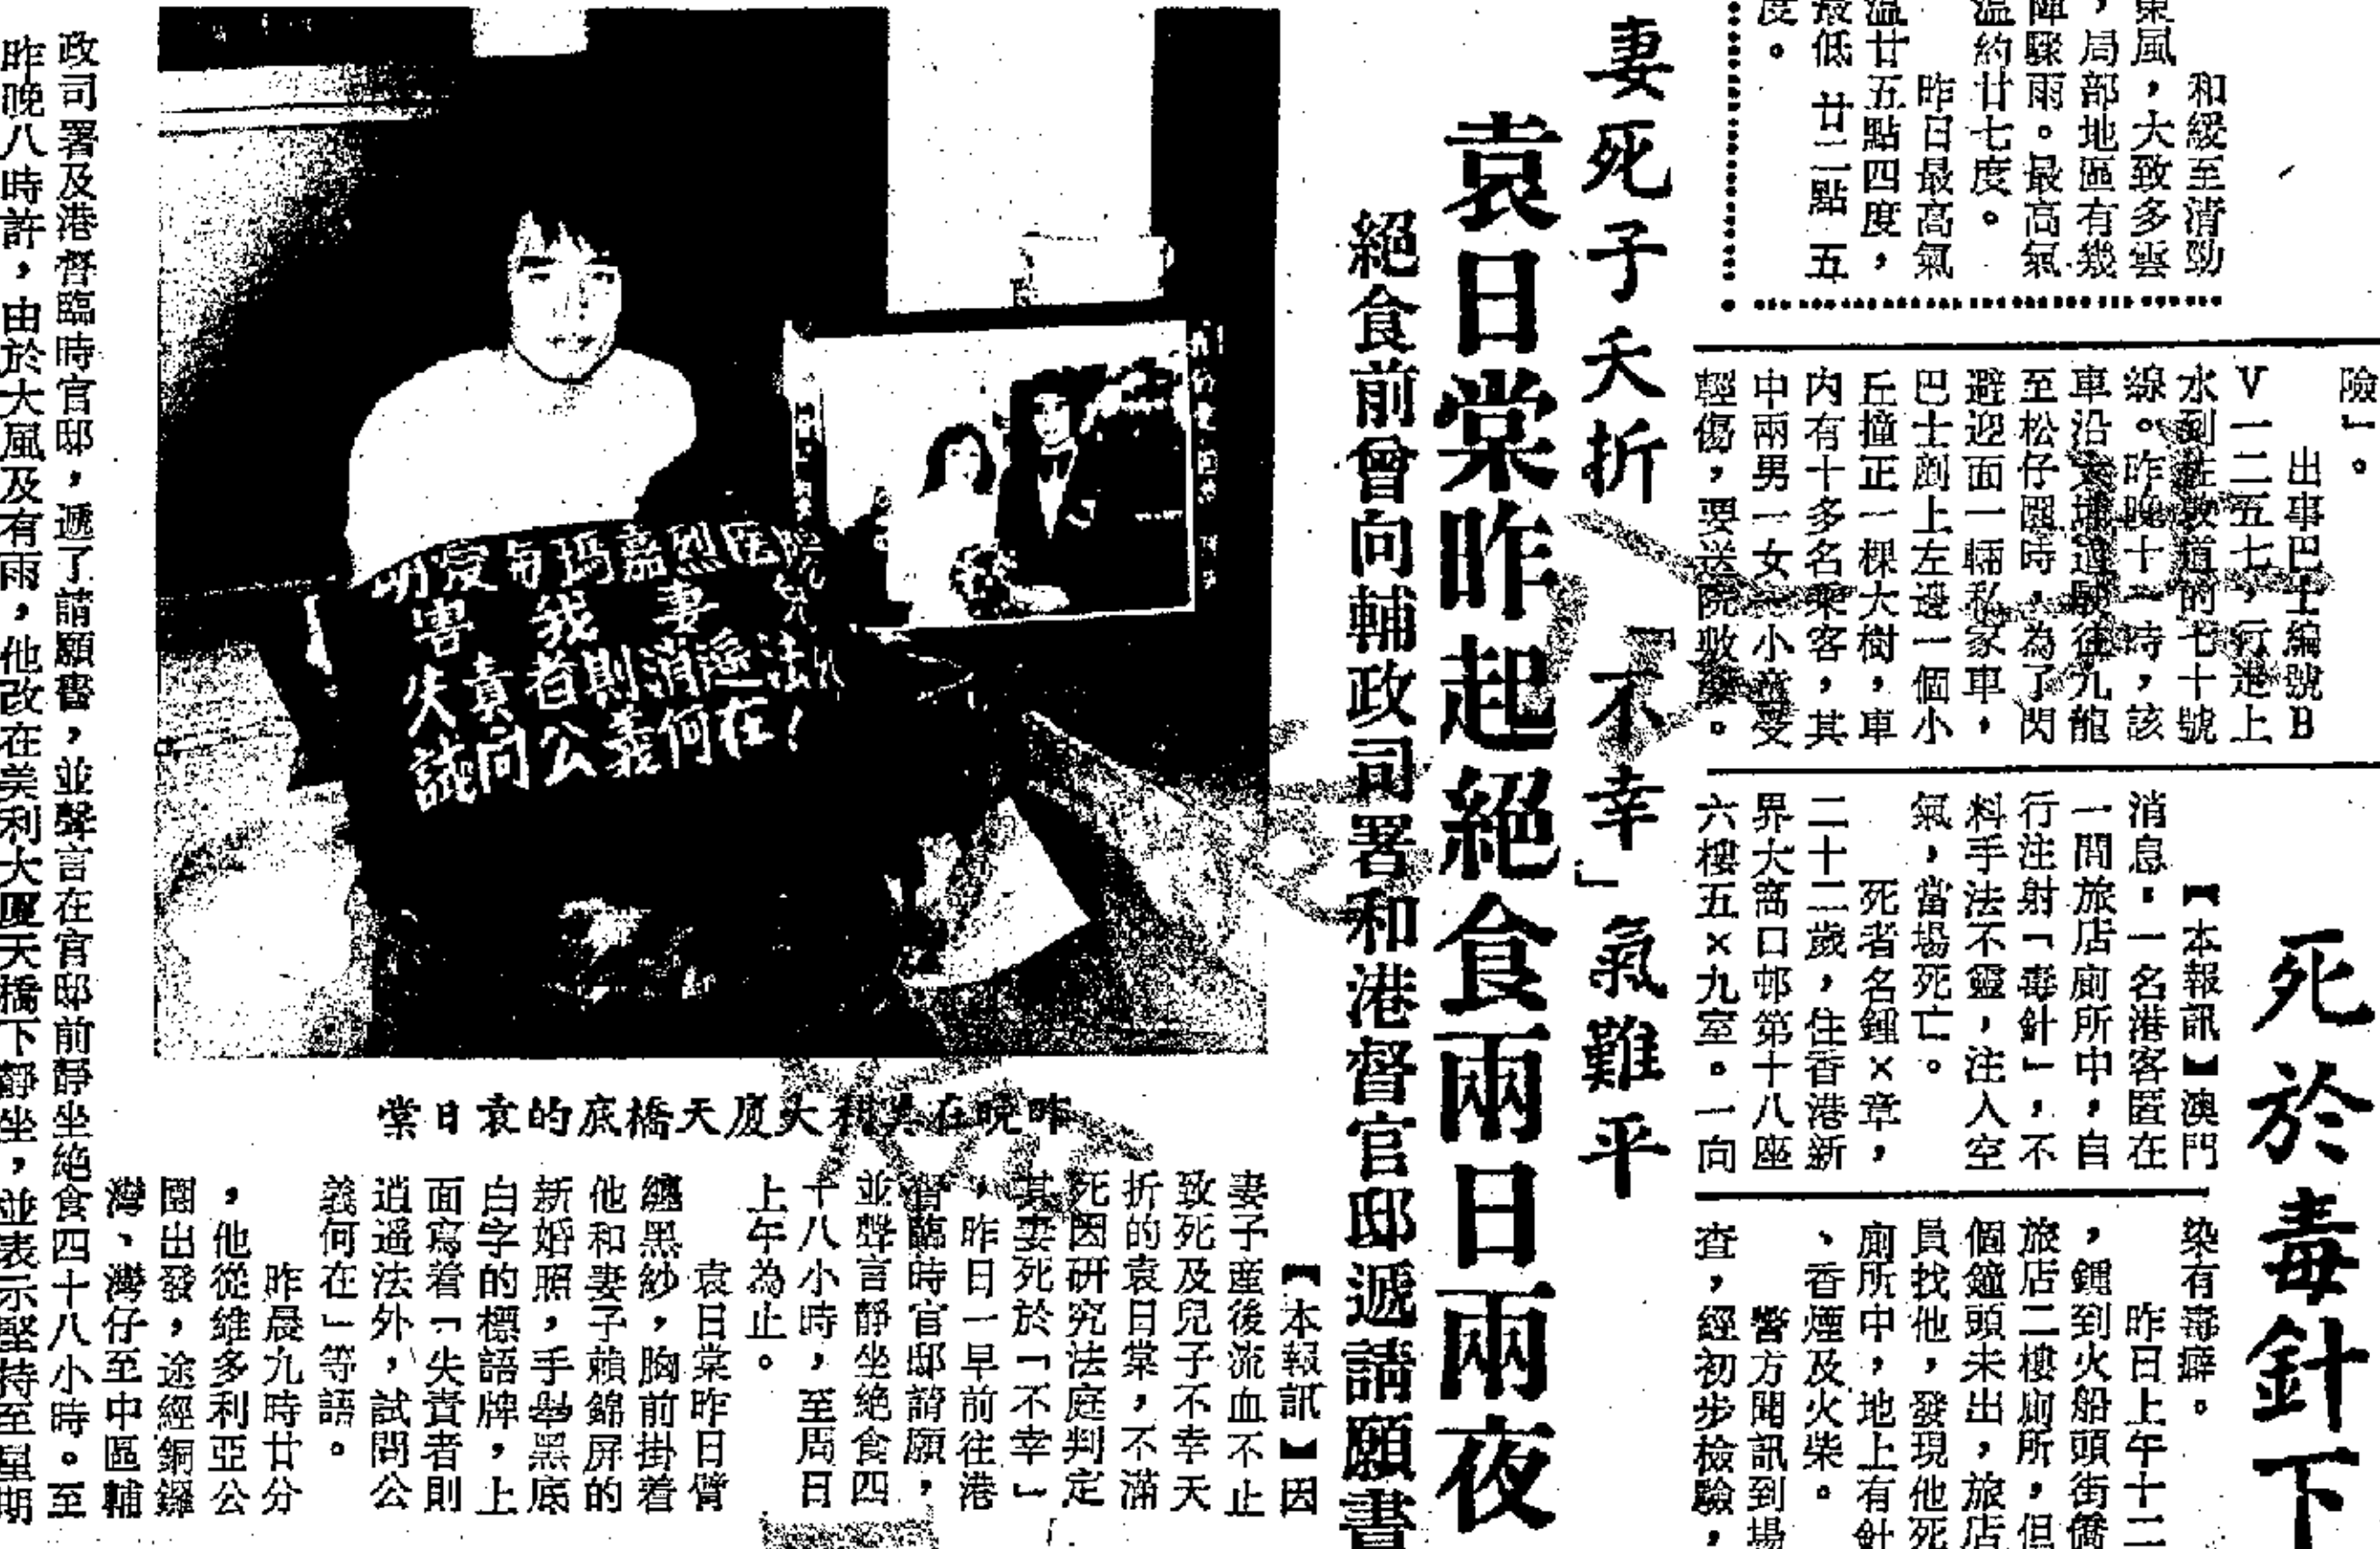 和緩至清勁
東風，大致多雲
，局部地區有幾
陣驟雨。最高氣
溫約廿七度。
昨日最高氣
溫廿五點四度，
最低廿二點五
度。
險」。
出事巴士編號B
V一二五七，行走上
水到佐敦道的七十號
線。昨晚十一時，該
車沿大埔道駛往九龍
至松仔園時，為了閃
避迎面一輛私家車，
巴士剷上左邊一個小
丘撞正一棵大樹，車
內有十多名乘客，其
中兩男一女一小童受
輕傷，要送院敷藥。
死於毒針下
【本報訊】澳門
消息：一名港客匿在
一間旅店廁所中，自
行注射「毒針」，不
料手法不靈，注入空
氣，當場死亡。
死者名鍾×章，
二十二歲，住香港新
界大窩口邨第十八座
六樓五×九室。一向
染有毒癖。
昨日上午十二
，鍾到火船頭街僑
旅店二樓廁所，但
個鐘頭未出，旅店
員找他，發現他死
廁所中，地上有針
、香煙及火柴。
警方聞訊到場
查，經初步檢驗，
妻死子夭折「不幸」氣難平
袁日棠昨起絕食兩日兩夜
絕食前曾向輔政司署和港督官邸遞請願書
瑪嘉烈医院
害我妻
失責者則消遥法外
試问公義何在！
昨晚在美利大廈天橋底的袁日棠
【本報訊】因
妻子産後流血不止
致死及兒子不幸夭
折的袁日棠，不滿
死因研究法庭判定
其妻死於「不幸」
，昨日一早前往港
督臨時官邸請願，
並聲言靜坐絶食四
十八小時，至周日
上午為止。
袁日棠昨日臂
纏黑紗，胸前掛着
他和妻子賴錦屏的
新婚照，手舉黑底
白字的標語牌，上
面寫着「失責者則
逍遥法外，試問公
義何在」等語。
昨晨九時廿分
，他從維多利亞公
園出發，途經銅鑼
灣、灣仔至中區輔
政司署及港督臨時官邸，遞了請願書，並聲言在官邸前靜坐絶食四十八小時。至
昨晚八時許，由於大風及有雨，他改在美利大廈天橋下靜坐，並表示堅持至星期